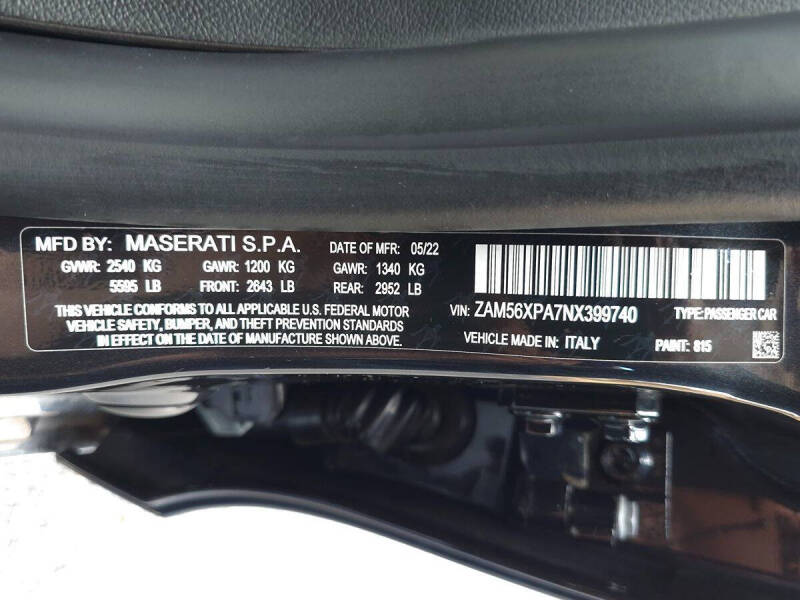 MFD BY: MASERATI S.P.A. DATE OF MFR: 05/22
GVWR: 2540 KG GAWR: 1200 KG GAWR: 1340 KG
5595 LB FRONT: 2643 LB REAR: 2952 LB
THIS VEHICLE CONFORMS TO ALL APPLICABLE U.S. FEDERAL MOTOR
VEHICLE SAFETY, BUMPER, AND THEFT PREVENTION STANDARDS
IN EFFECT ON THE DATE OF MANUFACTURE SHOWN ABOVE.
VIN: ZAM56XPA7NX399740 TYPE: PASSENGER CAR
VEHICLE MADE IN: ITALY PAINT: 815